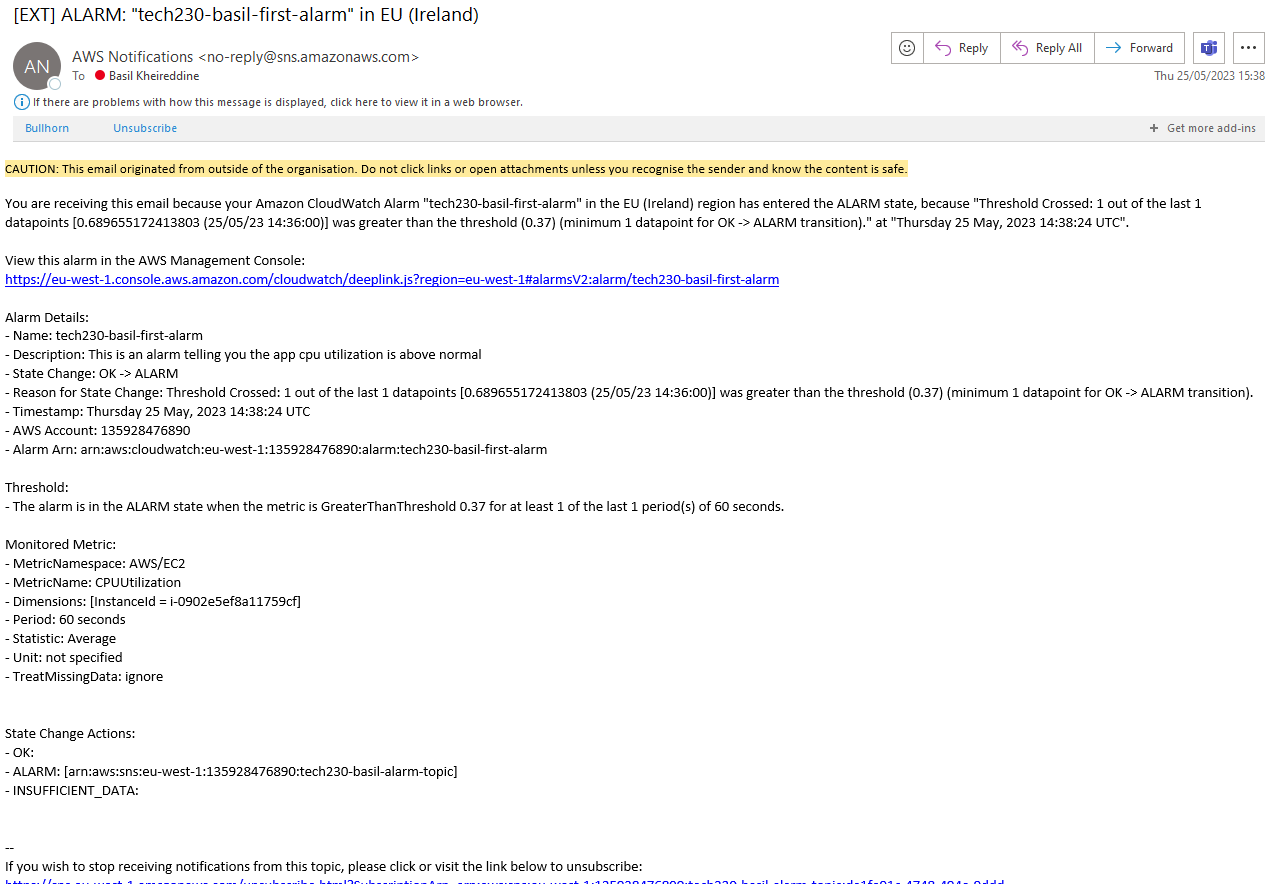 [EXT] ALARM: "tech230-basil-first-alarm" in EU (Ireland)
AN
AWS Notifications <no-reply@sns.amazonaws.com>
To Basil Kheireddine
Reply
Reply All
Forward
Thu 25/05/2023 15:38
If there are problems with how this message is displayed, click here to view it in a web browser.
Bullhorn Unsubscribe + Get more add-ins
CAUTION: This email originated from outside of the organisation. Do not click links or open attachments unless you recognise the sender and know the content is safe.
You are receiving this email because your Amazon CloudWatch Alarm "tech230-basil-first-alarm" in the EU (Ireland) region has entered the ALARM state, because "Threshold Crossed: 1 out of the last 1
datapoints [0.689655172413803 (25/05/23 14:36:00)] was greater than the threshold (0.37) (minimum 1 datapoint for OK -> ALARM transition)." at "Thursday 25 May, 2023 14:38:24 UTC".
View this alarm in the AWS Management Console:
https://eu-west-1.console.aws.amazon.com/cloudwatch/deeplink.js?region=eu-west-1#alarmsV2:alarm/tech230-basil-first-alarm
Alarm Details:
- Name: tech230-basil-first-alarm
- Description: This is an alarm telling you the app cpu utilization is above normal
- State Change: OK -> ALARM
- Reason for State Change: Threshold Crossed: 1 out of the last 1 datapoints [0.689655172413803 (25/05/23 14:36:00)] was greater than the threshold (0.37) (minimum 1 datapoint for OK -> ALARM transition).
- Timestamp: Thursday 25 May, 2023 14:38:24 UTC
- AWS Account: 135928476890
- Alarm Arn: arn:aws:cloudwatch:eu-west-1:135928476890:alarm:tech230-basil-first-alarm
Threshold:
- The alarm is in the ALARM state when the metric is GreaterThanThreshold 0.37 for at least 1 of the last 1 period(s) of 60 seconds.
Monitored Metric:
- MetricNamespace: AWS/EC2
- MetricName: CPUUtilization
- Dimensions: [InstanceId = i-0902e5ef8a11759cf]
- Period: 60 seconds
- Statistic: Average
- Unit: not specified
- TreatMissingData: ignore
State Change Actions:
- OK:
- ALARM: [arn:aws:sns:eu-west-1:135928476890:tech230-basil-alarm-topic]
- INSUFFICIENT_DATA:
--
If you wish to stop receiving notifications from this topic, please click or visit the link below to unsubscribe: